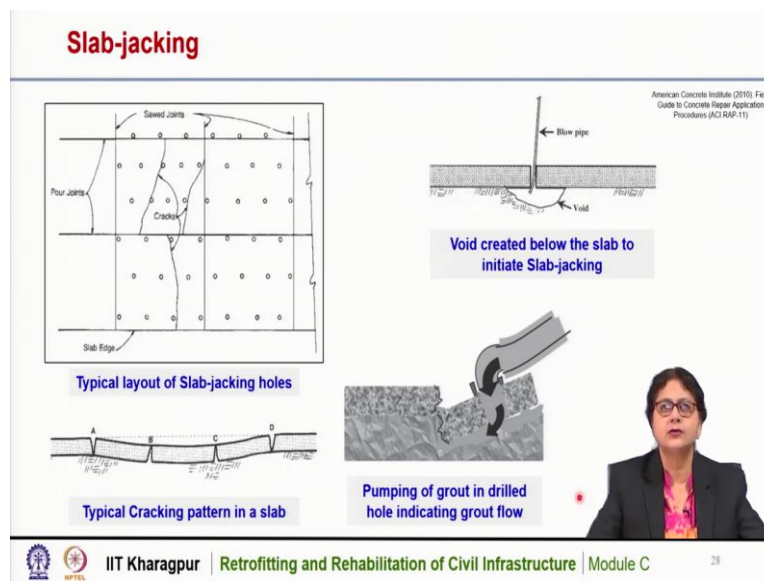 Slab-jacking
American Concrete Institute (2010). Fie
Guide to Concrete Repair Application
Procedures (ACI RAP-11)
Sawed Joints
Pour Joints
Cracks
Slab Edge
Typical layout of Slab-jacking holes
Blow pipe
Void
Void created below the slab to
initiate Slab-jacking
A
B
C
D
Typical Cracking pattern in a slab
Pumping of grout in drilled
hole indicating grout flow
NPTEL
IIT Kharagpur
Retrofitting and Rehabilitation of Civil Infrastructure
Module C
28